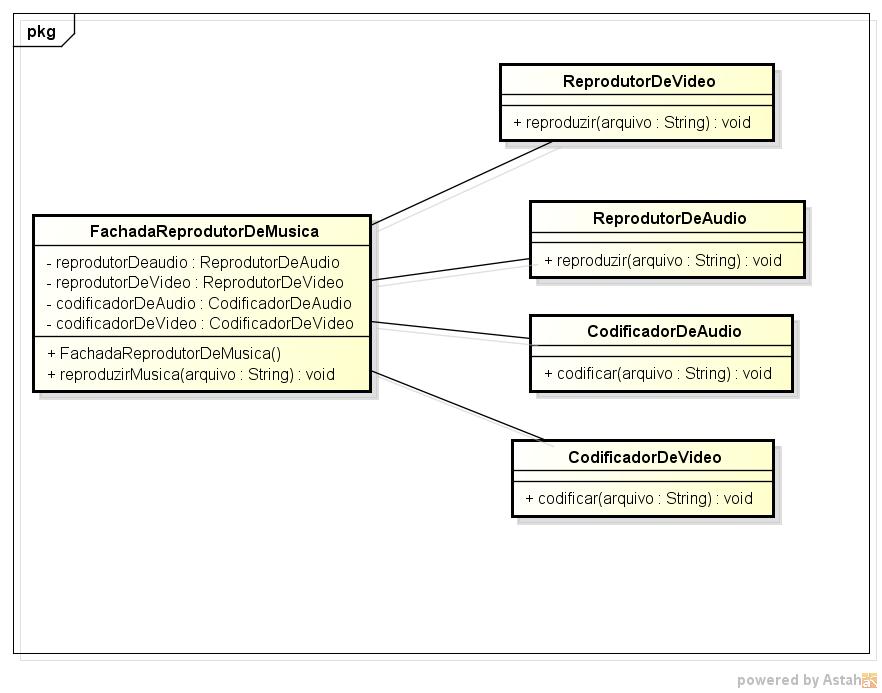 pkg
ReprodutorDeVideo
+ reproduzir(arquivo : String) : void
ReprodutorDeAudio
+ reproduzir(arquivo : String) : void
FachadaReprodutorDeMusica
- reprodutorDeaudio : ReprodutorDeAudio
- reprodutorDeVideo : ReprodutorDeVideo
- codificadorDeAudio : CodificadorDeAudio
- codificadorDeVideo : CodificadorDeVideo
+ FachadaReprodutorDeMusica()
+ reproduzirMusica(arquivo : String) : void
CodificadorDeAudio
+ codificar(arquivo : String) : void
CodificadorDeVideo
+ codificar(arquivo : String) : void
powered by Astah